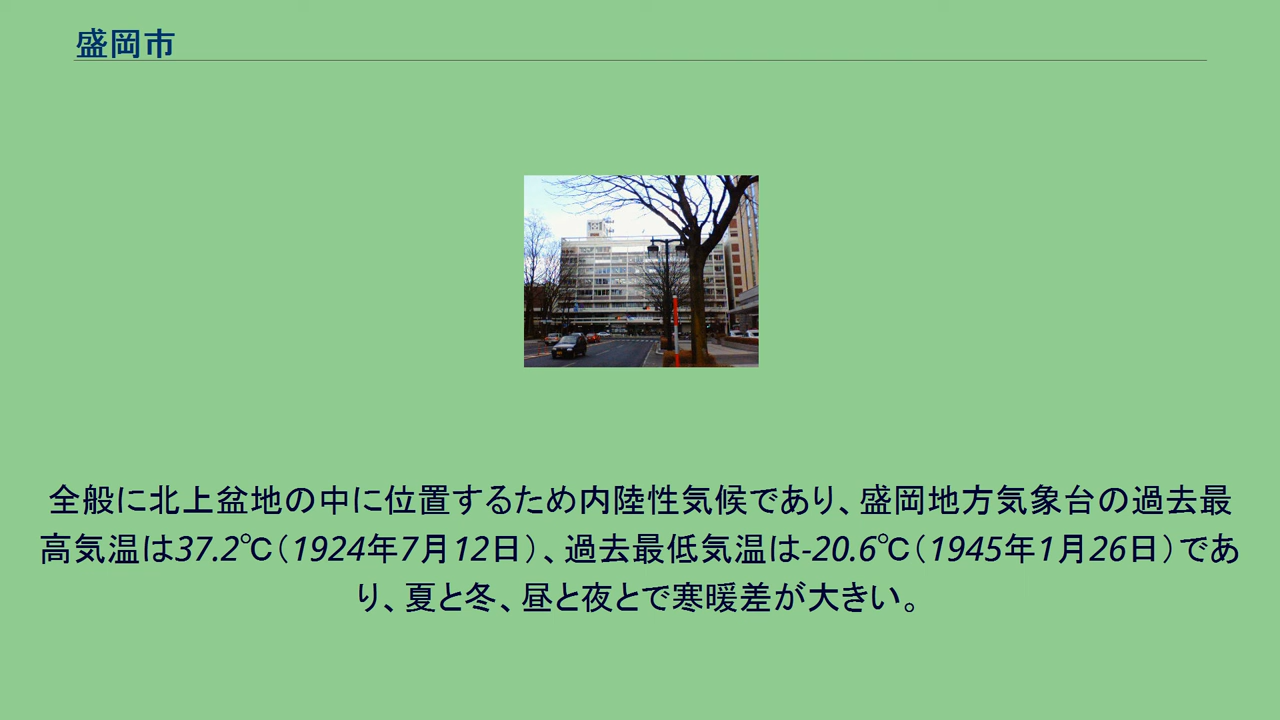 盛岡市
全般に北上盆地の中に位置するため内陸性気候であり、盛岡地方気象台の過去最
高気温は37.2℃（1924年7月12日）、過去最低気温は-20.6℃（1945年1月26日）であ
り、夏と冬、昼と夜とで寒暖差が大きい。